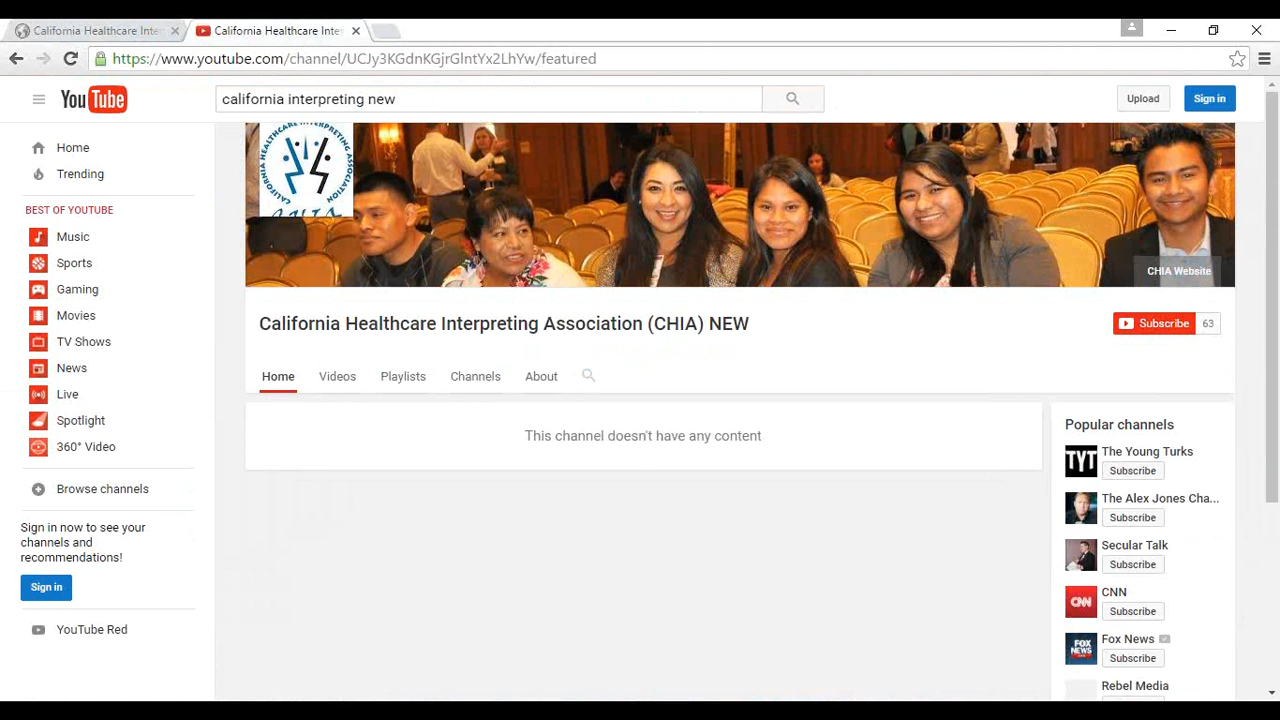 California Healthcare Inte
California Healthcare Inte
https://www.youtube.com/channel/UCJy3KGdnKGjrGlntYx2LhYw/featured
YouTube
california interpreting new
Upload
Sign in
Home
Trending
BEST OF YOUTUBE
Music
Sports
Gaming
Movies
TV Shows
News
Live
Spotlight
360° Video
Browse channels
Sign in now to see your
channels and
recommendations!
Sign in
YouTube Red
CALIFORNIA HEALTHCARE INTERPRETING ASSOCIATION
CHIA Website
California Healthcare Interpreting Association (CHIA) NEW
Subscribe 63
Home Videos Playlists Channels About
This channel doesn't have any content
Popular channels
TYT
The Young Turks
Subscribe
The Alex Jones Cha...
Subscribe
Secular Talk
Subscribe
CNN
CNN
Subscribe
FOX NEWS
Fox News
Subscribe
Rebel Media